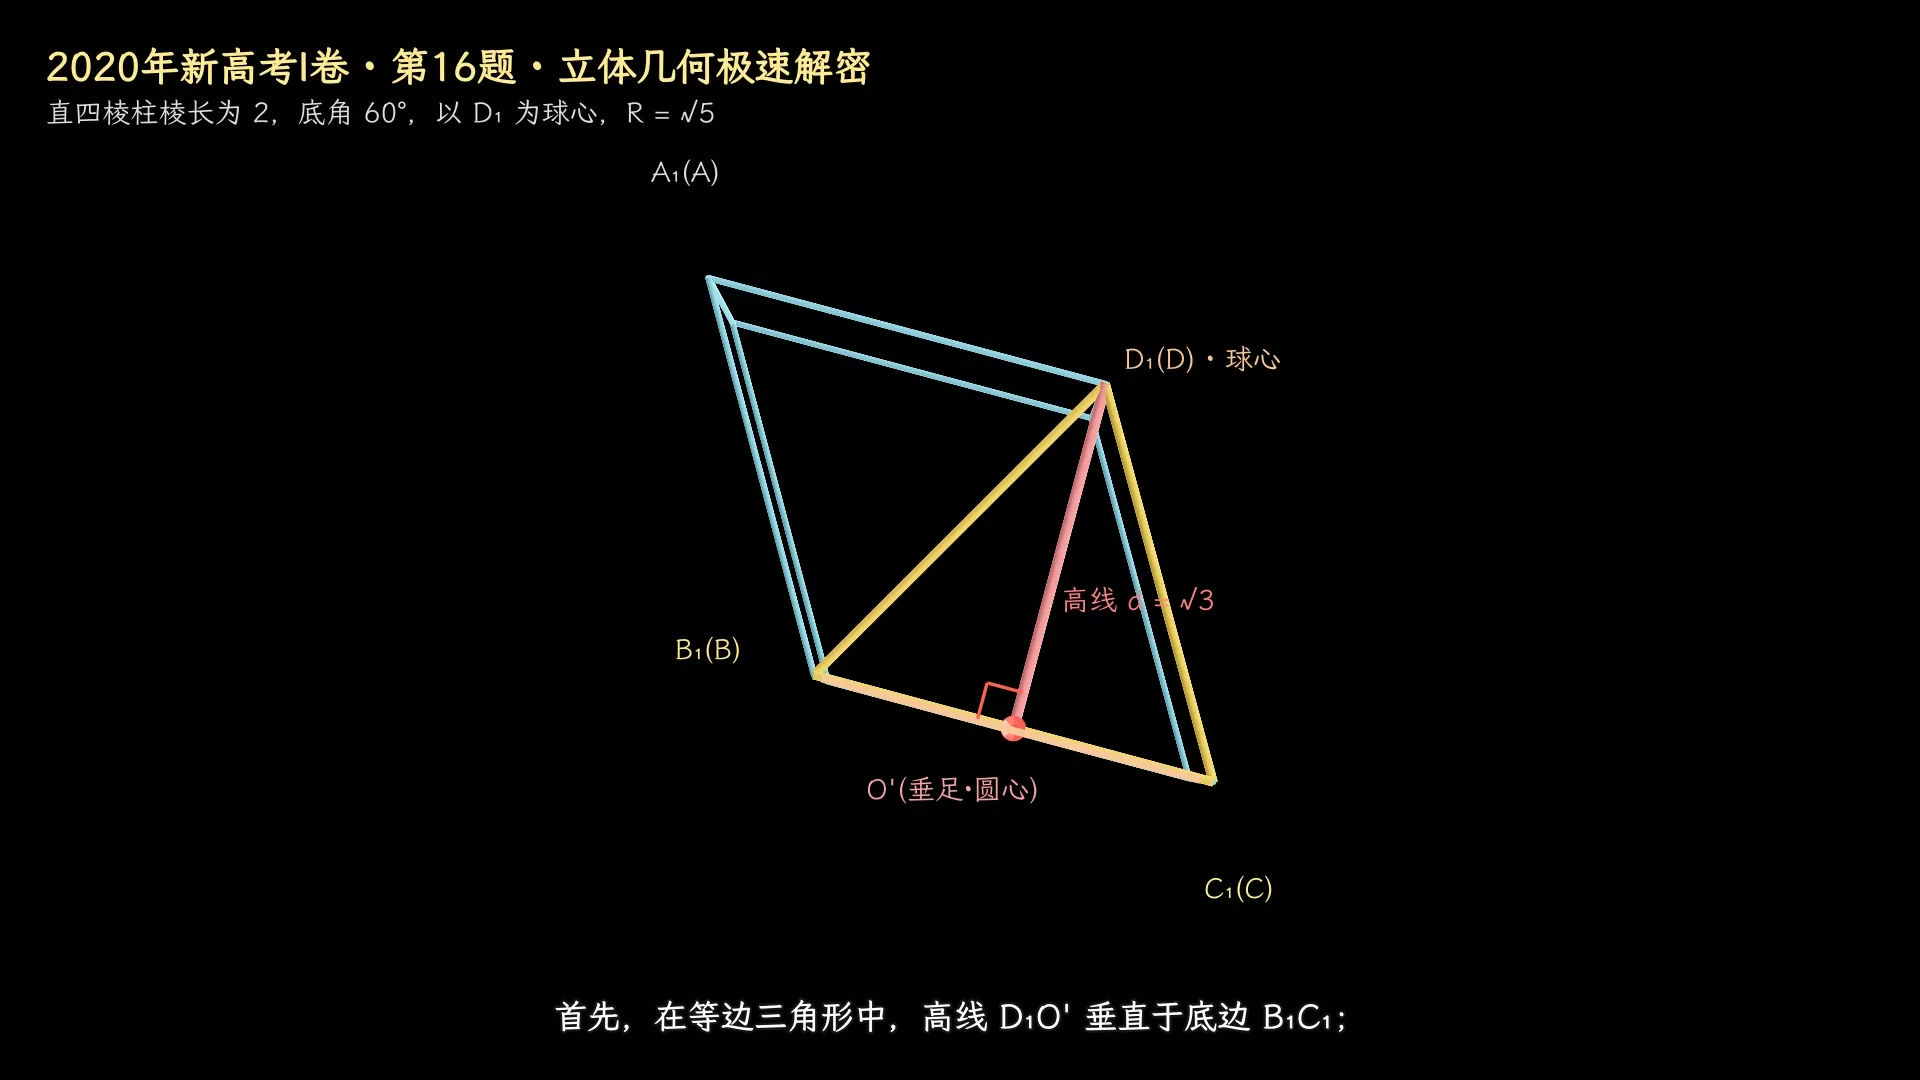 2020年新高考I卷·第16题·立体几何极速解密
直四棱柱棱长为 2，底角 60°，以 D₁ 为球心，R = √5
A₁(A)
D₁(D)·球心
高线 d = √3
B₁(B)
O'(垂足·圆心)
C₁(C)
首先，在等边三角形中，高线 D₁O' 垂直于底边 B₁C₁；